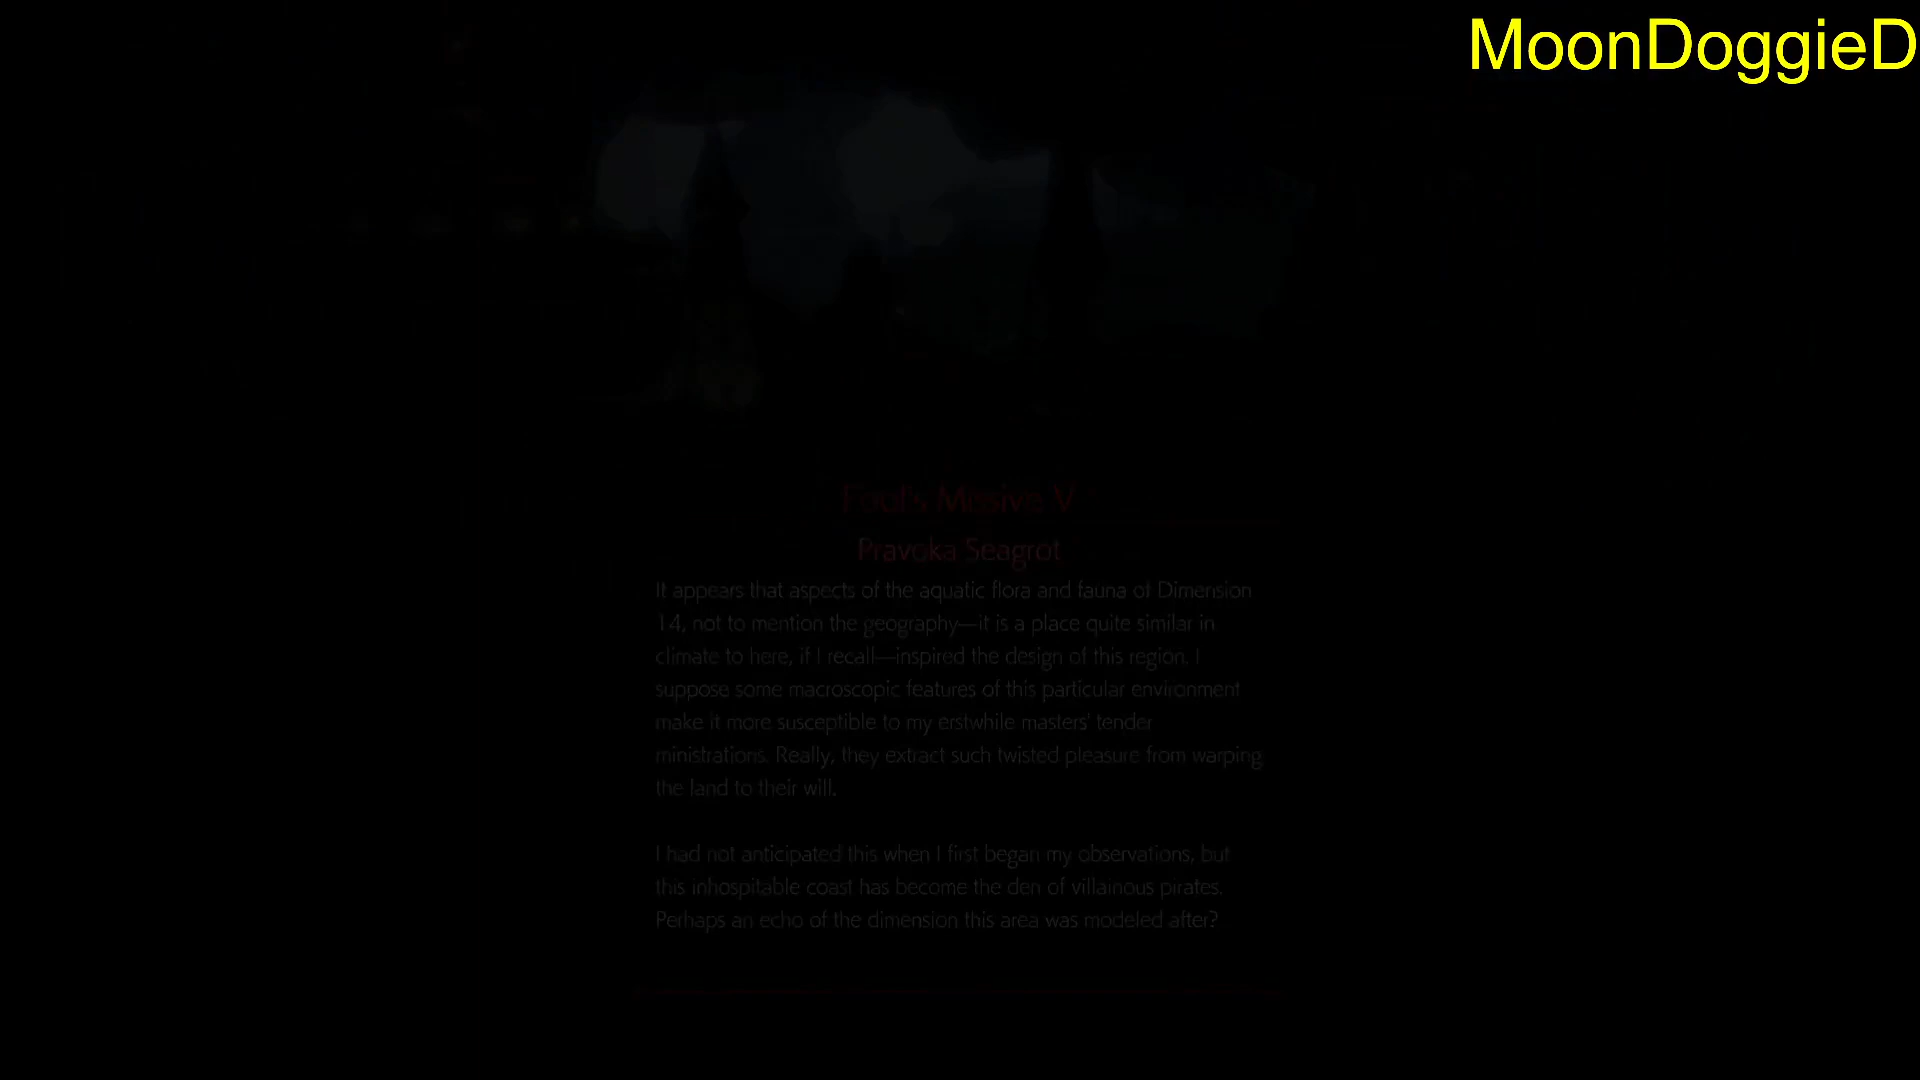 MoonDoggieD
Fool's Missive V
Pravoka Seagrot
It appears that aspects of the aquatic flora and fauna of Dimension
14, not to mention the geography—it is a place quite similar in
climate to here, if I recall—inspired the design of this region. I
suppose some macroscopic features of this particular environment
make it more susceptible to my erstwhile masters' tender
ministrations. Really, they extract such twisted pleasure from warping
the land to their will.
I had not anticipated this when I first began my observations, but
this inhospitable coast has become the den of villainous pirates.
Perhaps an echo of the dimension this area was modeled after?